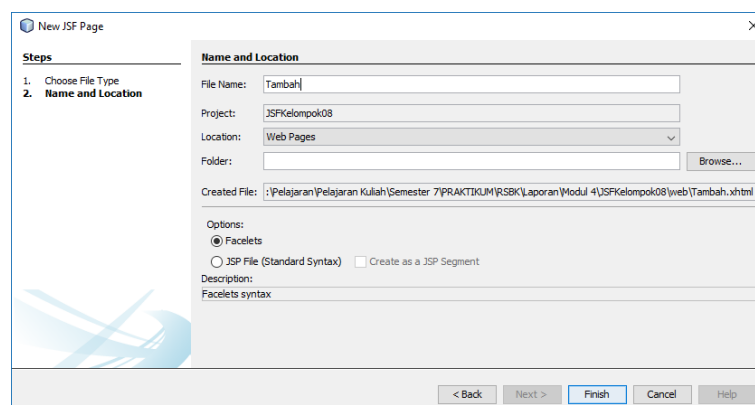 New JSF Page
Steps
1. Choose File Type
2. Name and Location
Name and Location
File Name: Tambah
Project: JSFKelompok08
Location: Web Pages
Folder: Browse...
Created File: :\Pelajaran\Pelajaran Kuliah\Semester 7\PRAKTIKUM\RSBK\Laporan\Modul 4\JSFKelompok08\web\Tambah.xhtml
Options:
Facelets
JSP File (Standard Syntax) Create as a JSP Segment
Description:
Facelets syntax
< Back Next > Finish Cancel Help